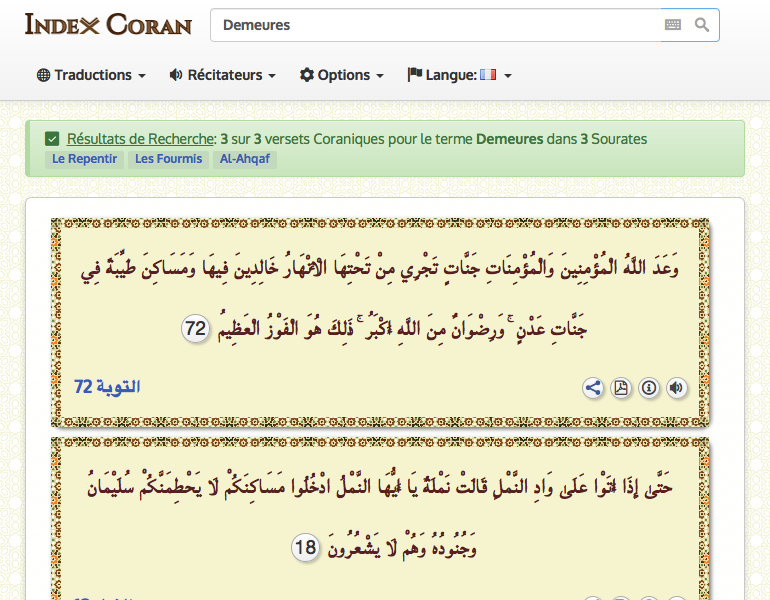 INDEX CORAN
Demeures
Traductions Récitateurs Options Langue:
Résultats de Recherche: 3 sur 3 versets Coraniques pour le terme Demeures dans 3 Sourates
Le Repentir Les Fourmis Al-Ahqaf
وَعَدَ اللَّهُ الْمُؤْمِنِينَ وَالْمُؤْمِنَاتِ جَنَّاتٍ تَجْرِي مِنْ تَحْتِهَا الْأَنْهَارُ خَالِدِينَ فِيهَا وَمَسَاكِنَ طَيِّبَةً فِي
جَنَّاتِ عَدْنٍ ۚ وَرِضْوَانٌ مِنَ اللَّهِ أَكْبَرُ ۚ ذَلِكَ هُوَ الْفَوْزُ الْعَظِيمُ 72
التوبة 72
حَتَّىٰ إِذَا أَتَوْا عَلَىٰ وَادِ النَّمْلِ قَالَتْ نَمْلَةٌ يَا أَيُّهَا النَّمْلُ ادْخُلُوا مَسَاكِنَكُمْ لَا يَحْطِمَنَّكُمْ سُلَيْمَانُ
وَجُنُودُهُ وَهُمْ لَا يَشْعُرُونَ 18